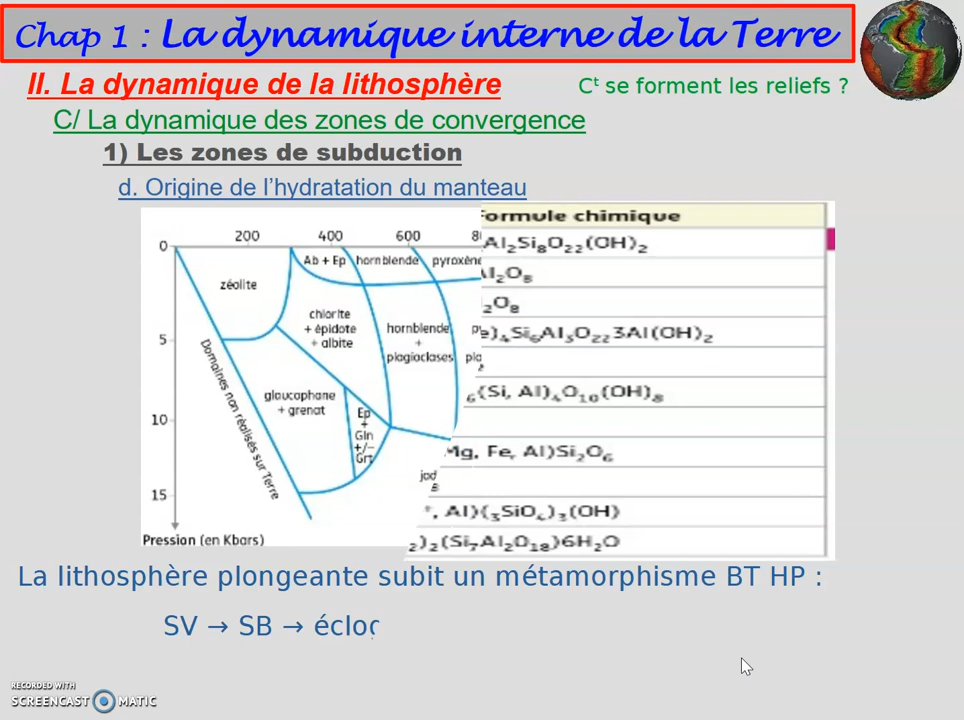 Chap 1 : La dynamique interne de la Terre
II. La dynamique de la lithosphère
Cᵗ se forment les reliefs ?
C/ La dynamique des zones de convergence
1) Les zones de subduction
d. Origine de l'hydratation du manteau
200 400 600
0
5
10
15
Ab + Ep
hornblende
pyroxène
zéolite
chlorite
+ épidote
+ albite
hornblende
+
plagioclases
glaucophane
+ grenat
Ep
+
Gln
+/-
Grt
jad
Domaines non réalisés sur Terre
Pression (en Kbars)
Formule chimique
Al₂Si₈O₂₂(OH)₂
Al₂O₈
₂O₈
e)₄Si₆Al₃O₂₂3Al(OH)₂
₆(Si, Al)₄O₁₀(OH)₈
Mg, Fe, Al)Si₂O₆
, Al)(₃SiO₄)₃(OH)
₂)₂(Si₇Al₂O₁₈)6H₂O
La lithosphère plongeante subit un métamorphisme BT HP :
SV → SB → éclo
RECORDED WITH
SCREENCAST MATIC